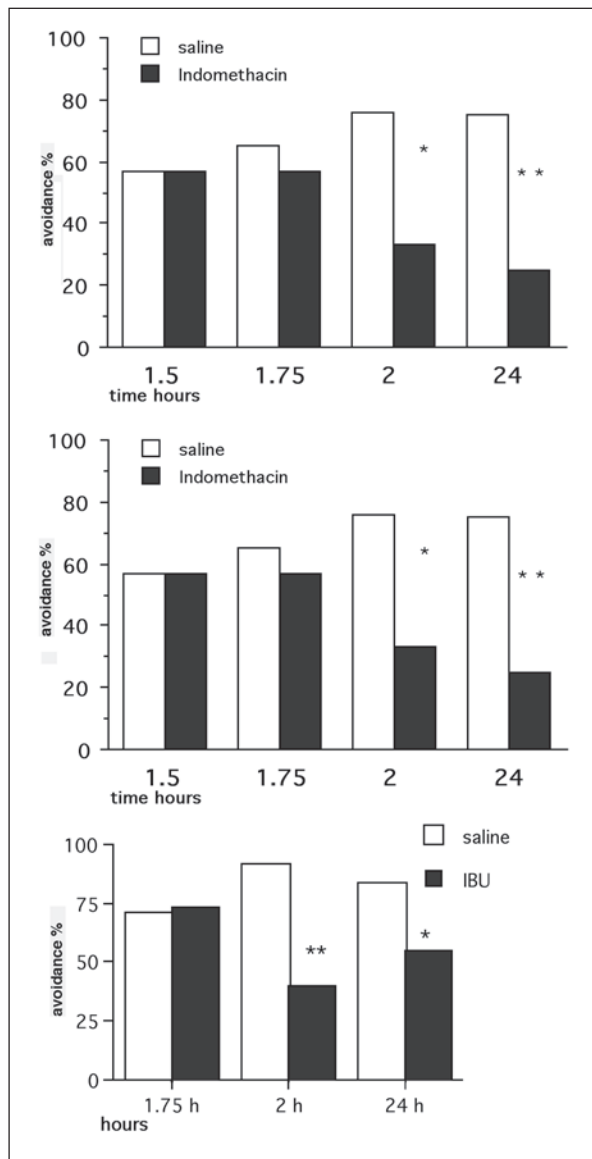 100
saline
Indomethacin
80
*
60
* *
avoidance %
40
20
0
1.5 1.75 2 24
time hours
100
saline
Indomethacin
80
*
60
* *
avoidance %
40
20
0
1.5 1.75 2 24
time hours
saline
100
IBU
75
*
**
avoidance %
50
25
0
1.75 h 2 h 24 h
hours